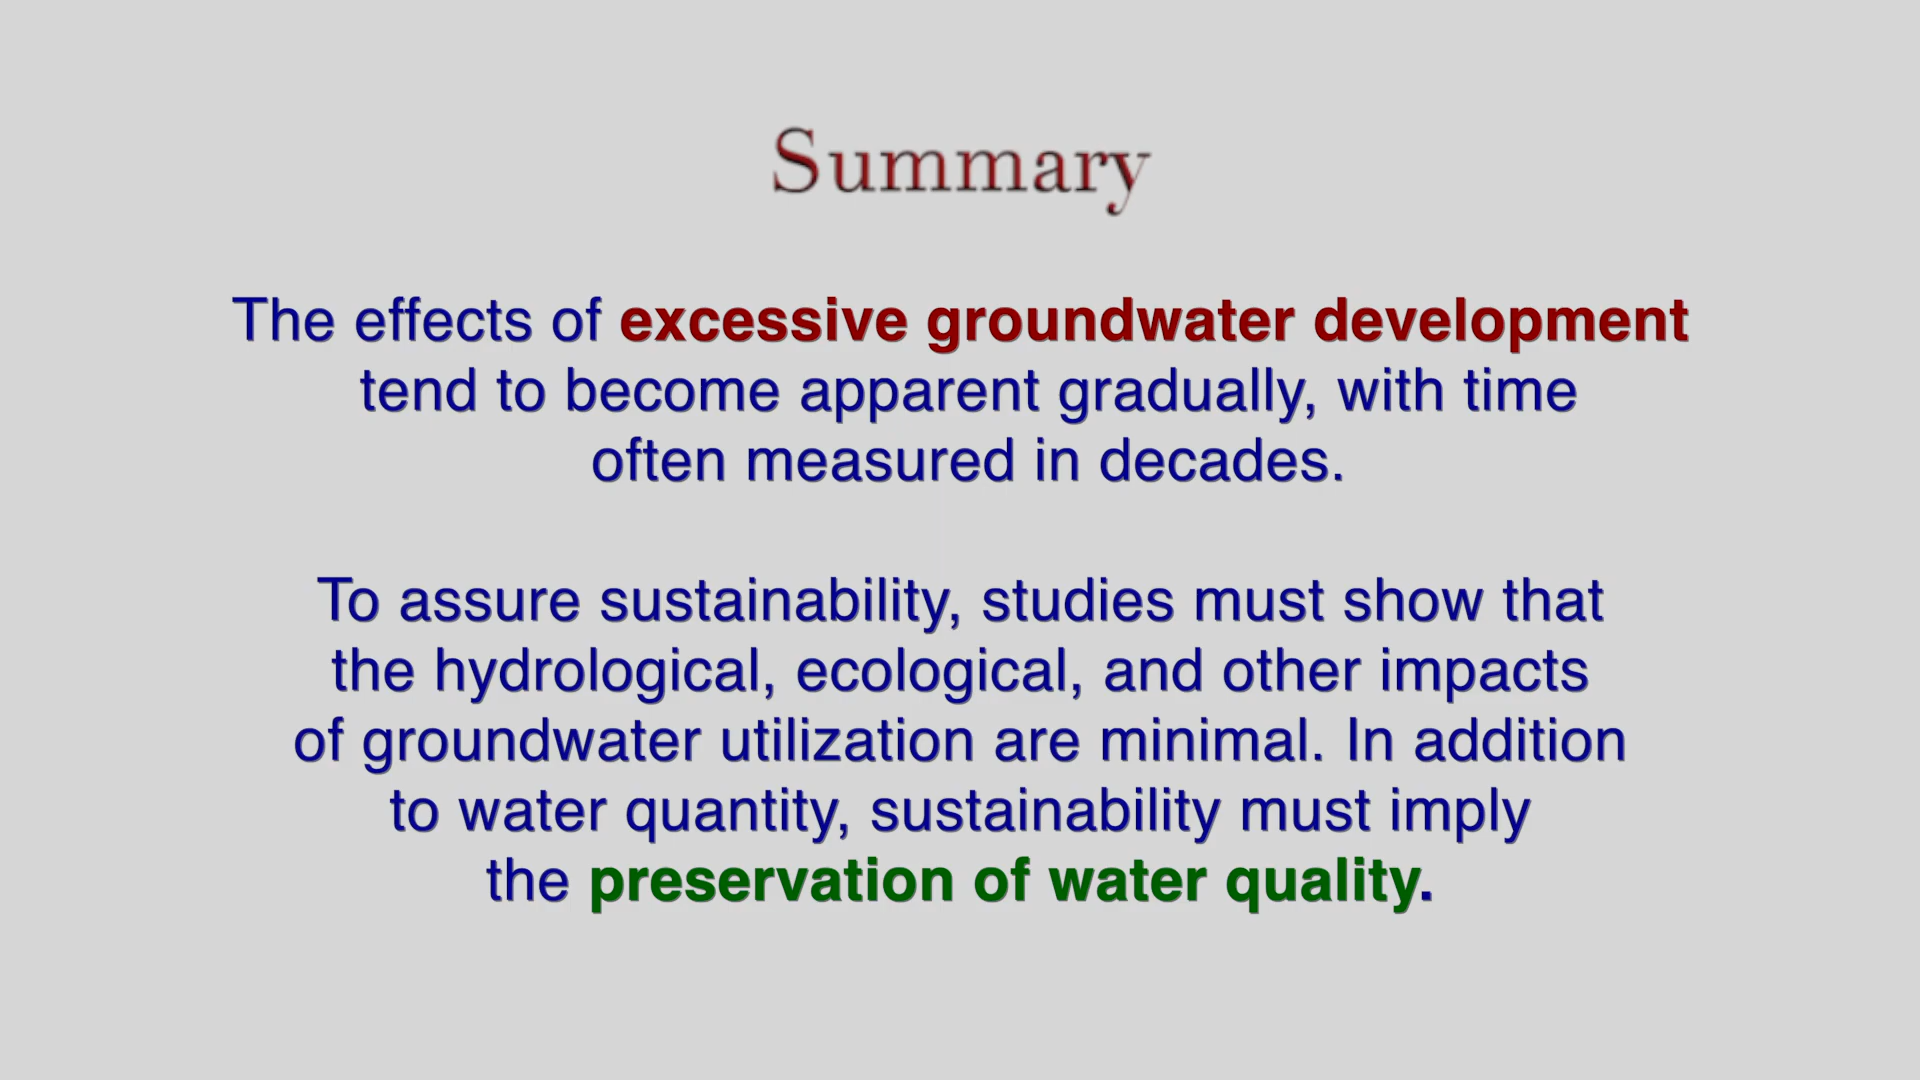 Summary
The effects of excessive groundwater development
tend to become apparent gradually, with time
often measured in decades.
To assure sustainability, studies must show that
the hydrological, ecological, and other impacts
of groundwater utilization are minimal. In addition
to water quantity, sustainability must imply
the preservation of water quality.